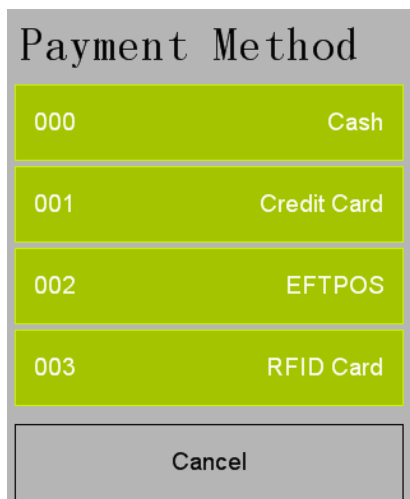 Payment Method
000 Cash
001 Credit Card
002 EFTPOS
003 RFID Card
Cancel